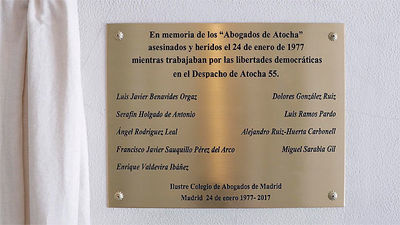 En memoria de los “Abogados de Atocha”
asesinados y heridos el 24 de enero de 1977
mientras trabajaban por las libertades democráticas
en el Despacho de Atocha 55.
Luis Javier Benavides Orgaz Dolores González Ruiz
Serafín Holgado de Antonio Luis Ramos Pardo
Ángel Rodríguez Leal Alejandro Ruiz-Huerta Carbonell
Francisco Javier Sauquillo Pérez del Arco Miguel Sarabia Gil
Enrique Valdevira Ibáñez
Ilustre Colegio de Abogados de Madrid
Madrid 24 de enero 1977- 2017